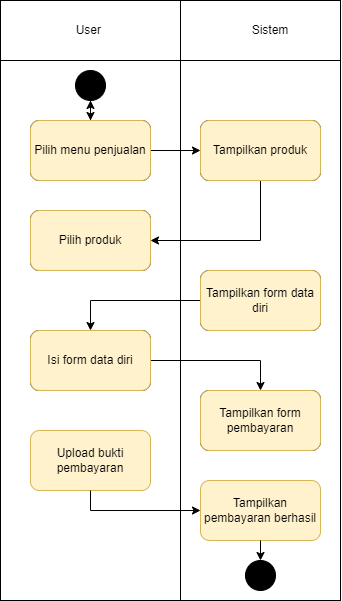 User
Sistem
Pilih menu penjualan
Tampilkan produk
Pilih produk
Tampilkan form data
diri
Isi form data diri
Tampilkan form
pembayaran
Upload bukti
pembayaran
Tampilkan
pembayaran berhasil